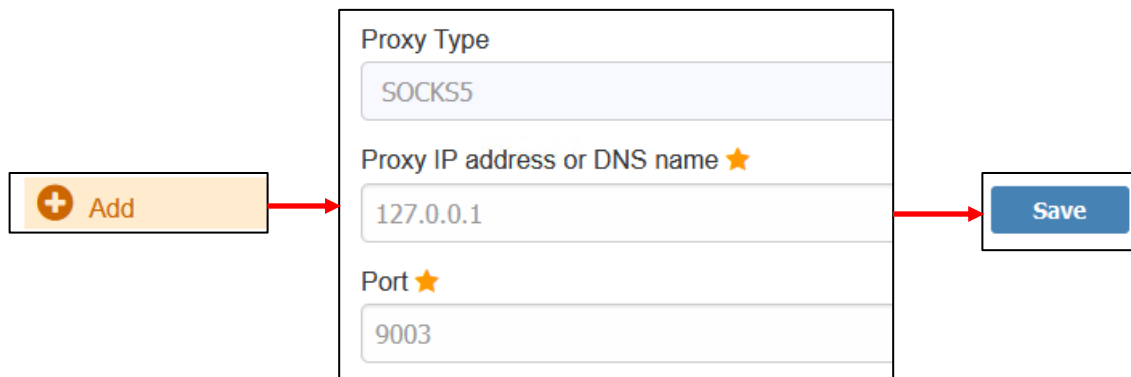 Add
Proxy Type
SOCKS5
Proxy IP address or DNS name
127.0.0.1
Port
9003
Save